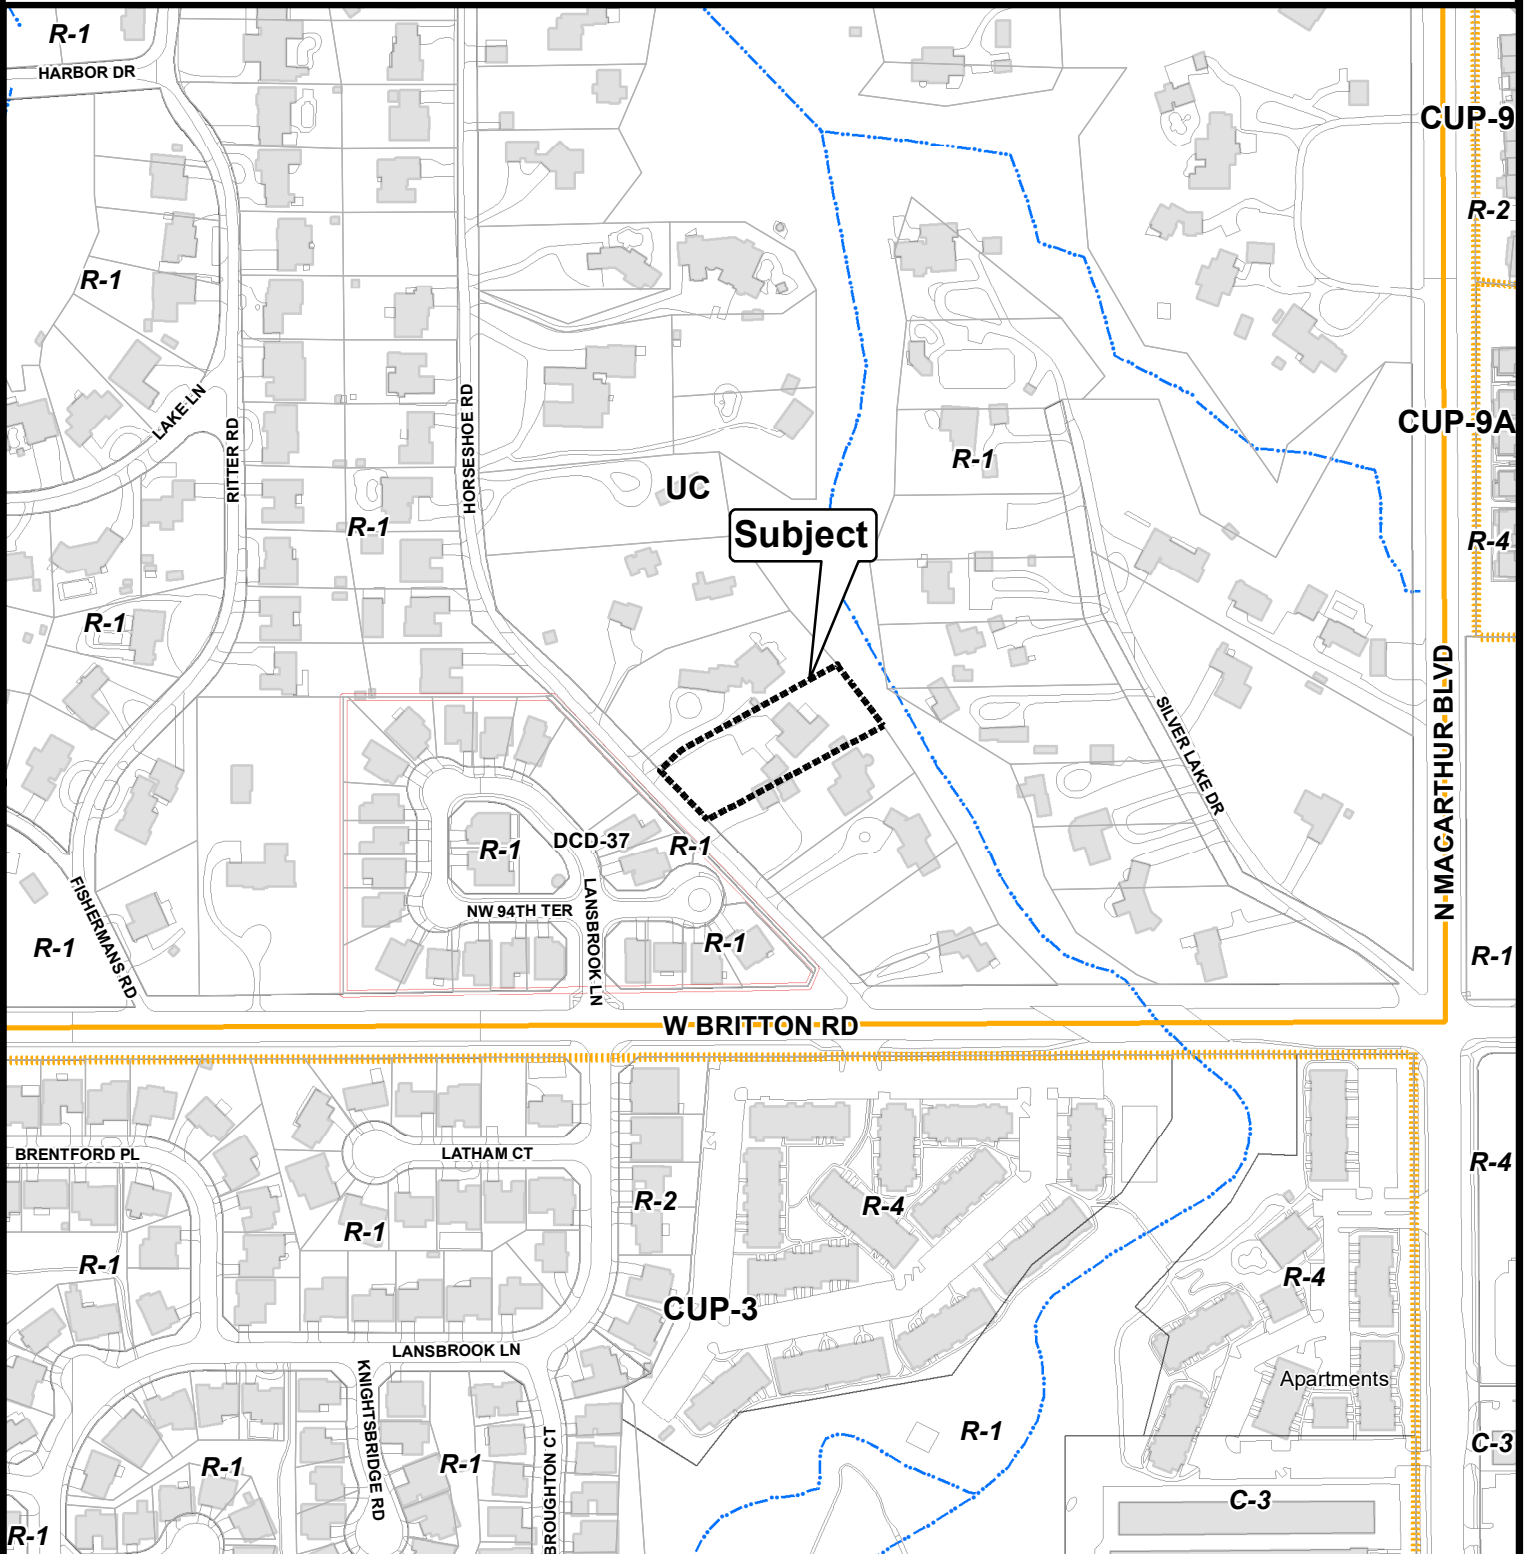 R-1
HARBOR DR
CUP-9
R-2
R-1
LAKE LN
RITTER RD
HORSESHOE RD
CUP-9A
R-1
UC
R-1
Subject
R-4
R-1
N MACARTHUR BLVD
SILVER LAKE DR
DCD-37
R-1
R-1
LANSBROOK LN
NW 94TH TER
FISHERMANS RD
R-1
R-1
R-1
W BRITTON RD
BRENTFORD PL
LATHAM CT
R-4
R-2
R-4
R-1
R-1
R-4
CUP-3
LANSBROOK LN
Apartments
KNIGHTSBRIDGE RD
BROUGHTON CT
R-1
C-3
R-1
R-1
C-3
R-1